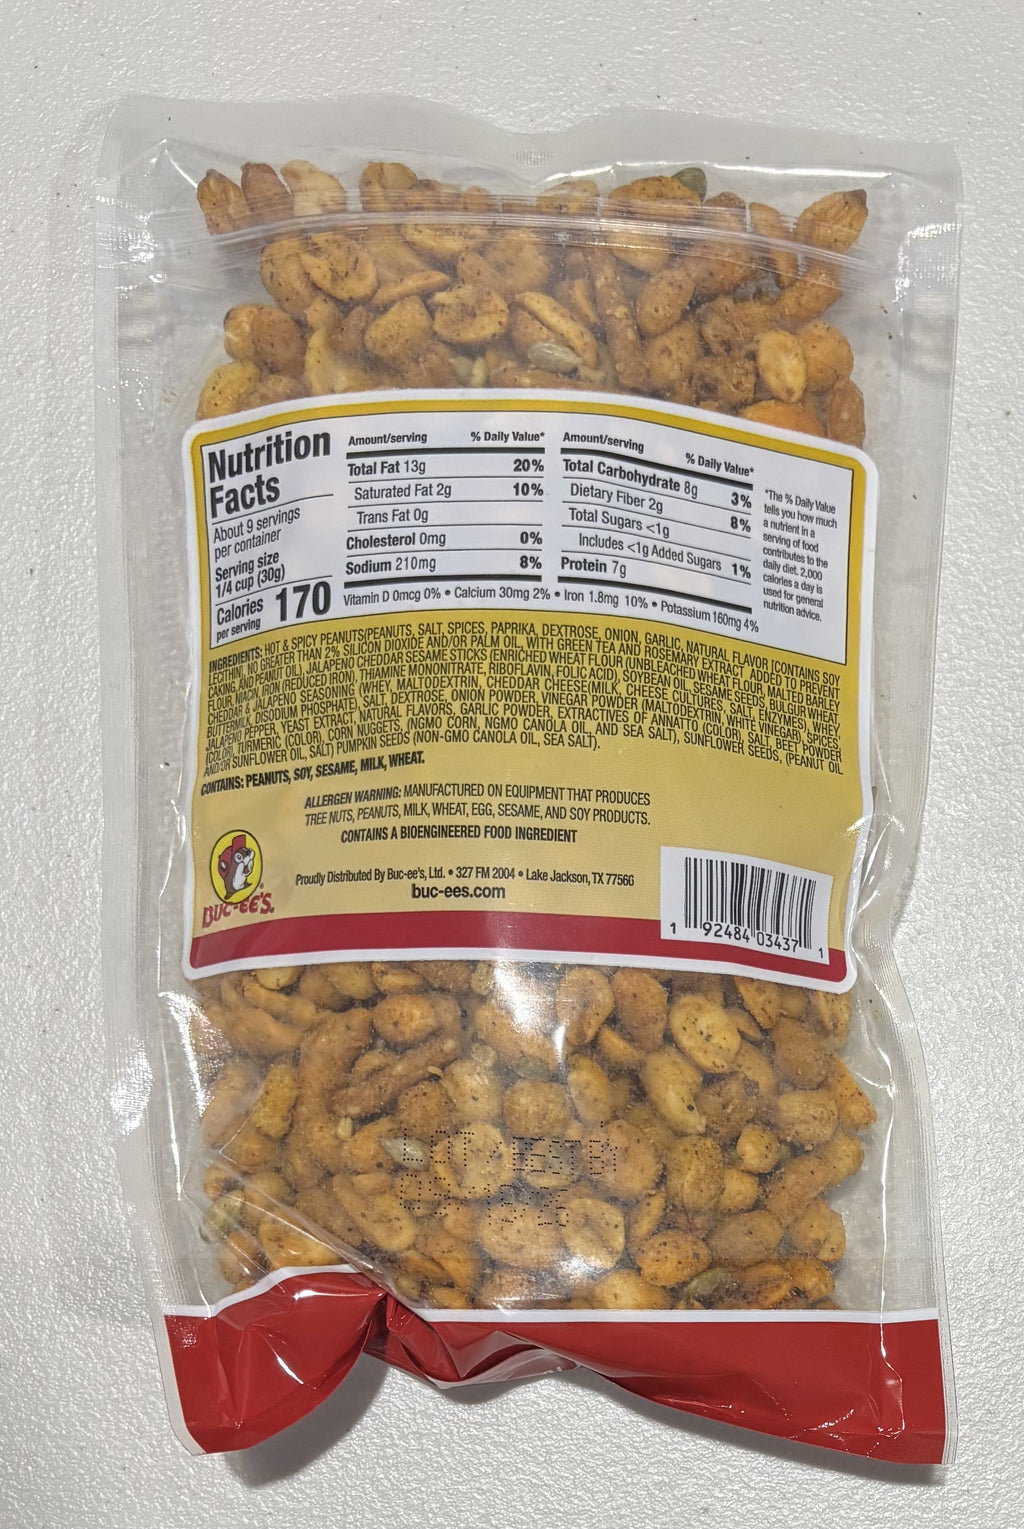 Nutrition
Facts
About 9 servings
per container
Serving size
1/4 cup (30g)
Calories 170
per serving
Amount/serving % Daily Value*
Total Fat 13g 20%
Saturated Fat 2g 10%
Trans Fat 0g
Cholesterol 0mg 0%
Sodium 210mg 8%
Amount/serving % Daily Value*
Total Carbohydrate 8g 3%
Dietary Fiber 2g 8%
Total Sugars <1g
Includes <1g Added Sugars 1%
Protein 7g
Vitamin D 0mcg 0% • Calcium 30mg 2% • Iron 1.8mg 10% • Potassium 160mg 4%
*The % Daily Value
tells you how much
a nutrient in a
serving of food
contributes to the
daily diet. 2,000
calories a day is
used for general
nutrition advice.
INGREDIENTS: HOT & SPICY PEANUTS(PEANUTS, SALT, SPICES, PAPRIKA, DEXTROSE, ONION, GARLIC, NATURAL FLAVOR [CONTAINS SOY
LECITHIN], NO GREATER THAN 2% SILICON DIOXIDE AND/OR PALM OIL, WITH GREEN TEA AND ROSEMARY EXTRACT ADDED TO PREVENT
CAKING, AND PEANUT OIL), JALAPENO CHEDDAR SESAME STICKS (ENRICHED WHEAT FLOUR (UNBLEACHED WHEAT FLOUR, MALTED BARLEY
FLOUR, NIACIN, IRON (REDUCED IRON), THIAMINE MONONITRATE, RIBOFLAVIN, FOLIC ACID), SOYBEAN OIL, SESAME SEEDS, BULGUR WHEAT,
CHEDDAR & JALAPENO SEASONING (WHEY, MALTODEXTRIN, CHEDDAR CHEESE(MILK, CHEESE CULTURES, SALT, ENZYMES), WHEY,
BUTTERMILK, DISODIUM PHOSPHATE), SALT, DEXTROSE, ONION POWDER, VINEGAR POWDER (MALTODEXTRIN, WHITE VINEGAR), SPICES,
JALAPENO PEPPER, YEAST EXTRACT, NATURAL FLAVORS, GARLIC POWDER, EXTRACTIVES OF ANNATTO (COLOR), SALT, BEET POWDER
(COLOR), TURMERIC (COLOR), CORN NUGGETS, (NGMO CORN, NGMO CANOLA OIL, AND SEA SALT), SUNFLOWER SEEDS, (PEANUT OIL
AND/OR SUNFLOWER OIL, SALT) PUMPKIN SEEDS (NON-GMO CANOLA OIL, SEA SALT).
CONTAINS: PEANUTS, SOY, SESAME, MILK, WHEAT.
ALLERGEN WARNING: MANUFACTURED ON EQUIPMENT THAT PRODUCES
TREE NUTS, PEANUTS, MILK, WHEAT, EGG, SESAME, AND SOY PRODUCTS.
CONTAINS A BIOENGINEERED FOOD INGREDIENT
BUC-EE'S®
Proudly Distributed By Buc-ee's, Ltd. • 327 FM 2004 • Lake Jackson, TX 77566
buc-ees.com
1 92484 03437 1
BEST BY